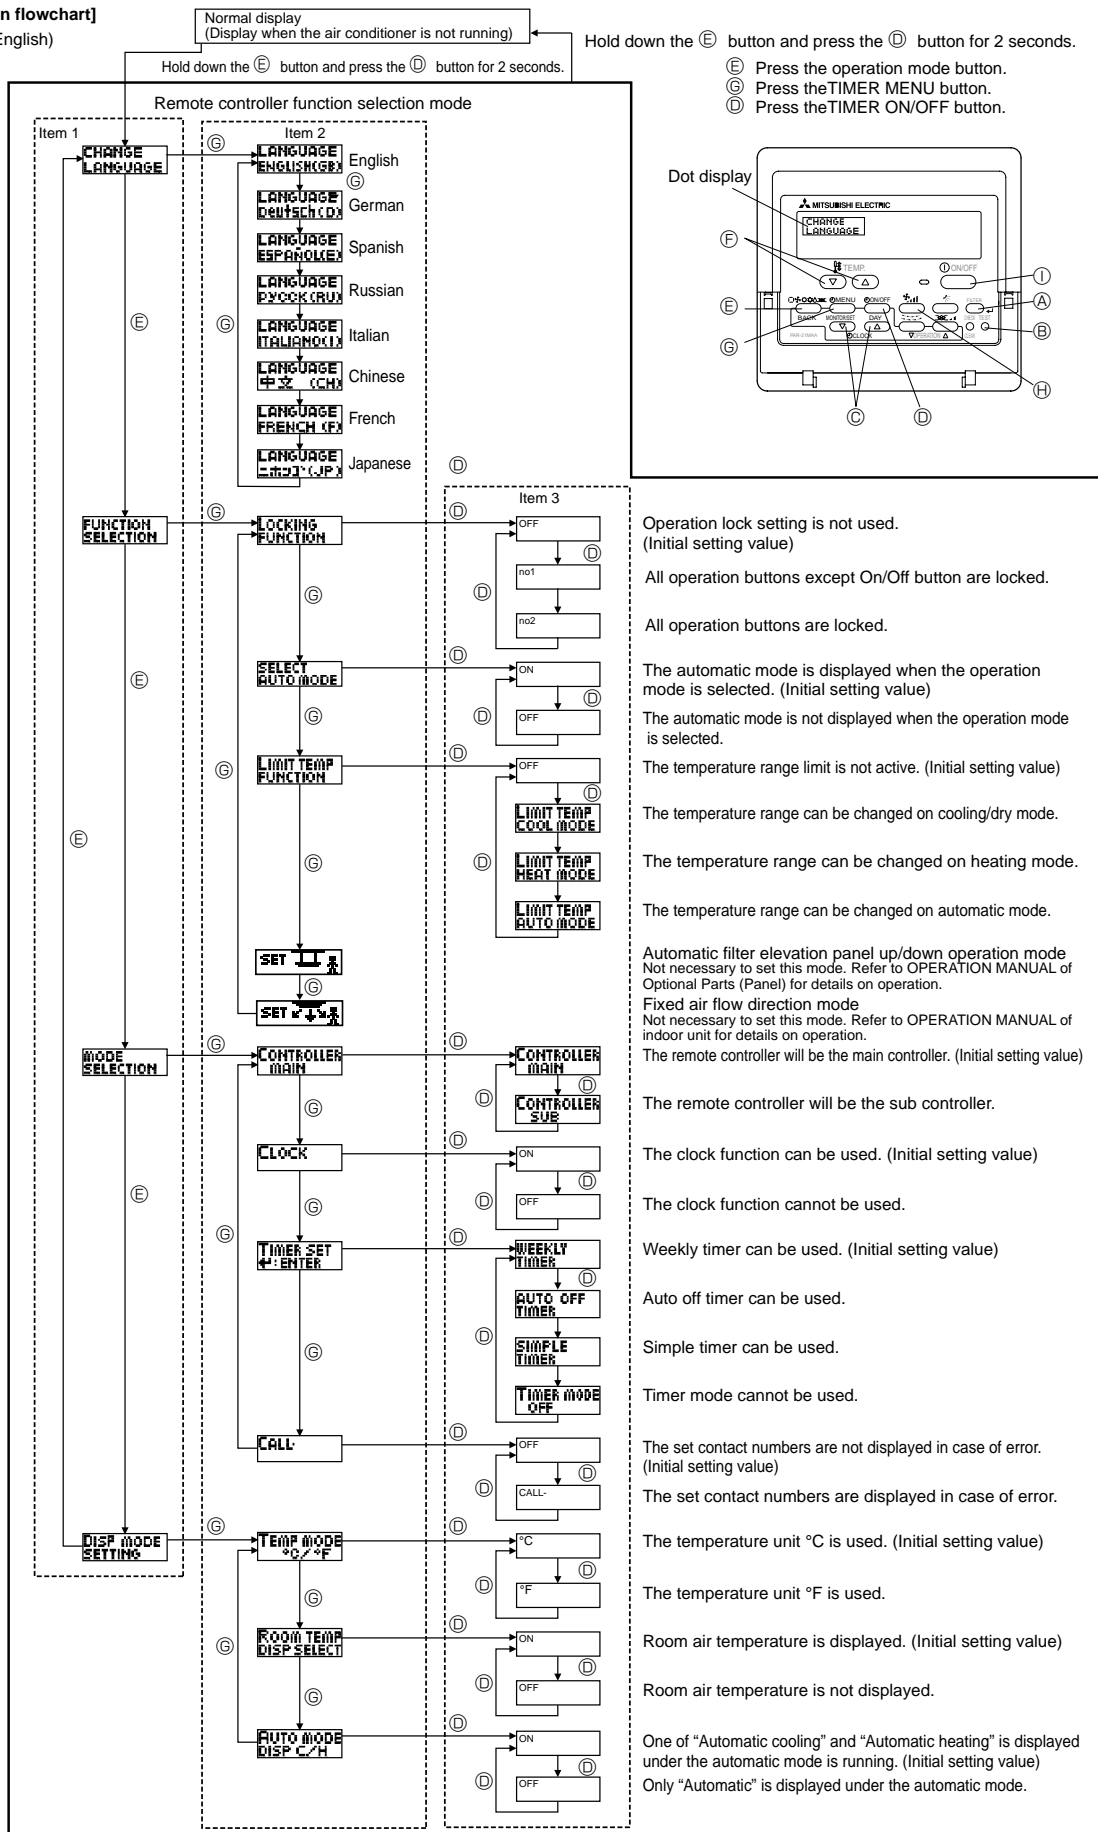 n flowchart]
English)
Normal display
(Display when the air conditioner is not running)
Hold down the Ⓔ button and press the Ⓓ button for 2 seconds.
Hold down the Ⓔ button and press the Ⓓ button for 2 seconds.
Ⓔ Press the operation mode button.
Ⓖ Press theTIMER MENU button.
Ⓓ Press theTIMER ON/OFF button.
Dot display
MITSUBISHI ELECTRIC
CHANGE
LANGUAGE
TEMP.
ON/OFF
MENU
ON/OFF
FILTER
BACK
MONITOR/SET
DAY
CHECK
TEST
PAR-21MAA
CLOCK
OPERATION
CLEAR
Ⓕ
Ⓔ
Ⓖ
Ⓘ
Ⓐ
Ⓑ
Ⓗ
Ⓒ
Ⓓ
Remote controller function selection mode
Item 1
Item 2
CHANGE
LANGUAGE
Ⓖ
LANGUAGE
ENGLISH(GB)
English
Ⓖ
LANGUAGE
Deutsch(D)
German
LANGUAGE
ESPAÑOL(E)
Spanish
LANGUAGE
РУССК(RU)
Russian
Ⓔ
Ⓖ
LANGUAGE
ITALIANO(I)
Italian
LANGUAGE
中文 (CH)
Chinese
LANGUAGE
FRENCH (F)
French
LANGUAGE
ニホンゴ(JP)
Japanese
Ⓓ
Item 3
FUNCTION
SELECTION
Ⓖ
LOCKING
FUNCTION
Ⓓ
OFF
Operation lock setting is not used.
(Initial setting value)
Ⓓ
no1
All operation buttons except On/Off button are locked.
Ⓖ
Ⓓ
no2
All operation buttons are locked.
Ⓔ
SELECT
AUTO MODE
Ⓓ
ON
The automatic mode is displayed when the operation
mode is selected. (Initial setting value)
Ⓓ
Ⓖ
Ⓓ
OFF
The automatic mode is not displayed when the operation mode
is selected.
Ⓖ
LIMIT TEMP
FUNCTION
Ⓓ
OFF
The temperature range limit is not active. (Initial setting value)
Ⓓ
LIMIT TEMP
COOL MODE
The temperature range can be changed on cooling/dry mode.
Ⓔ
Ⓖ
Ⓓ
LIMIT TEMP
HEAT MODE
The temperature range can be changed on heating mode.
LIMIT TEMP
AUTO MODE
The temperature range can be changed on automatic mode.
SET
Automatic filter elevation panel up/down operation mode
Not necessary to set this mode. Refer to OPERATION MANUAL of
Optional Parts (Panel) for details on operation.
Ⓖ
SET
Fixed air flow direction mode
Not necessary to set this mode. Refer to OPERATION MANUAL of
indoor unit for details on operation.
MODE
SELECTION
Ⓖ
CONTROLLER
MAIN
Ⓓ
CONTROLLER
MAIN
The remote controller will be the main controller. (Initial setting value)
Ⓓ
Ⓖ
Ⓓ
CONTROLLER
SUB
The remote controller will be the sub controller.
CLOCK
Ⓓ
ON
The clock function can be used. (Initial setting value)
Ⓔ
Ⓓ
Ⓖ
Ⓓ
OFF
The clock function cannot be used.
Ⓖ
TIMER SET
↵:ENTER
Ⓓ
WEEKLY
TIMER
Weekly timer can be used. (Initial setting value)
Ⓓ
AUTO OFF
TIMER
Auto off timer can be used.
Ⓖ
Ⓓ
SIMPLE
TIMER
Simple timer can be used.
TIMER MODE
OFF
Timer mode cannot be used.
CALL-
Ⓓ
OFF
The set contact numbers are not displayed in case of error.
(Initial setting value)
Ⓓ
Ⓓ
CALL-
The set contact numbers are displayed in case of error.
DISP MODE
SETTING
Ⓖ
TEMP MODE
°C/°F
Ⓓ
°C
The temperature unit °C is used. (Initial setting value)
Ⓓ
Ⓖ
Ⓓ
°F
The temperature unit °F is used.
Ⓖ
ROOM TEMP
DISP SELECT
Ⓓ
ON
Room air temperature is displayed. (Initial setting value)
Ⓓ
Ⓖ
Ⓓ
OFF
Room air temperature is not displayed.
AUTO MODE
DISP C/H
Ⓓ
ON
One of “Automatic cooling” and “Automatic heating” is displayed
under the automatic mode is running. (Initial setting value)
Ⓓ
Ⓓ
OFF
Only “Automatic” is displayed under the automatic mode.